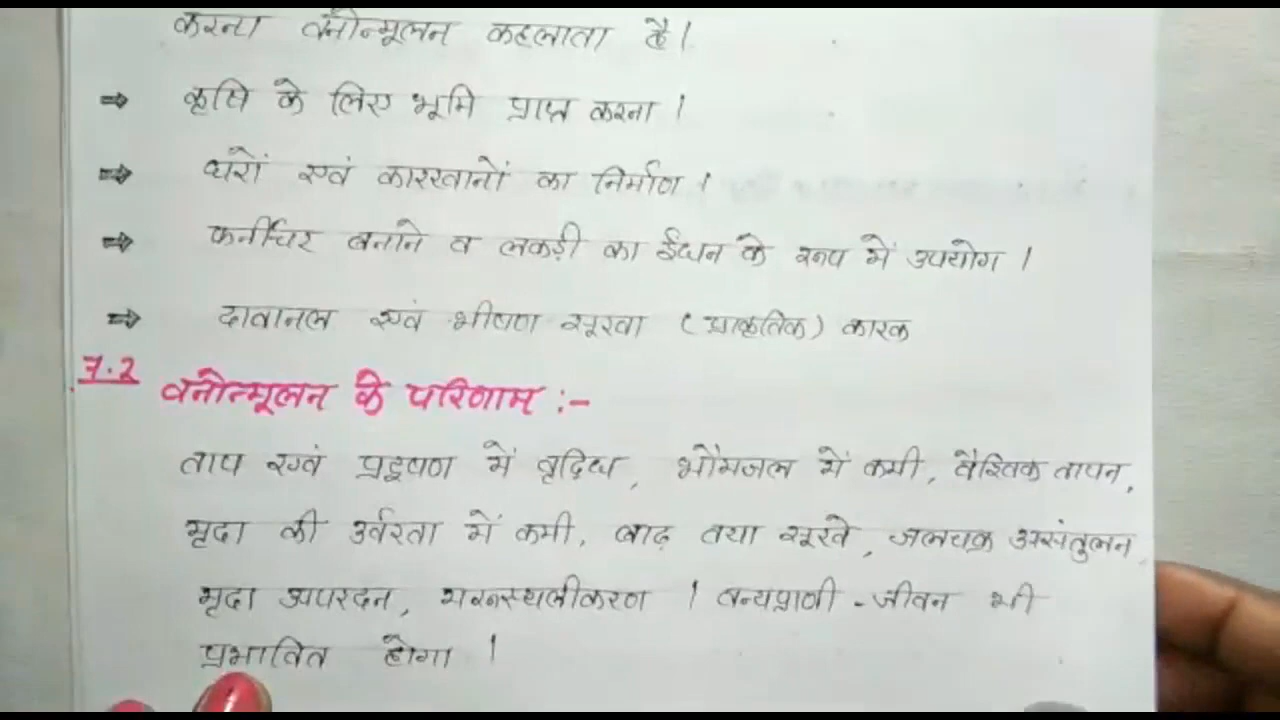 करना वनोन्मूलन कहलाता है।
⇒ कृषि के लिए भूमि प्राप्त करना।
⇒ घरों एवं कारखानों का निर्माण।
⇒ फर्नीचर बनाने व लकड़ी का ईंधन के रूप में उपयोग।
⇒ दावानल एवं भीषण सूखा (प्राकृतिक) कारक
7.2 वनोन्मूलन के परिणाम :-
ताप एवं प्रदूषण में वृद्धि, भौमजल में कमी, वैश्विक तापन,
मृदा की उर्वरता में कमी, बाढ़ तथा सूखे, जलचक्र असंतुलन,
मृदा अपरदन, मरुस्थलीकरण। वन्यप्राणी-जीवन भी
प्रभावित होगा।